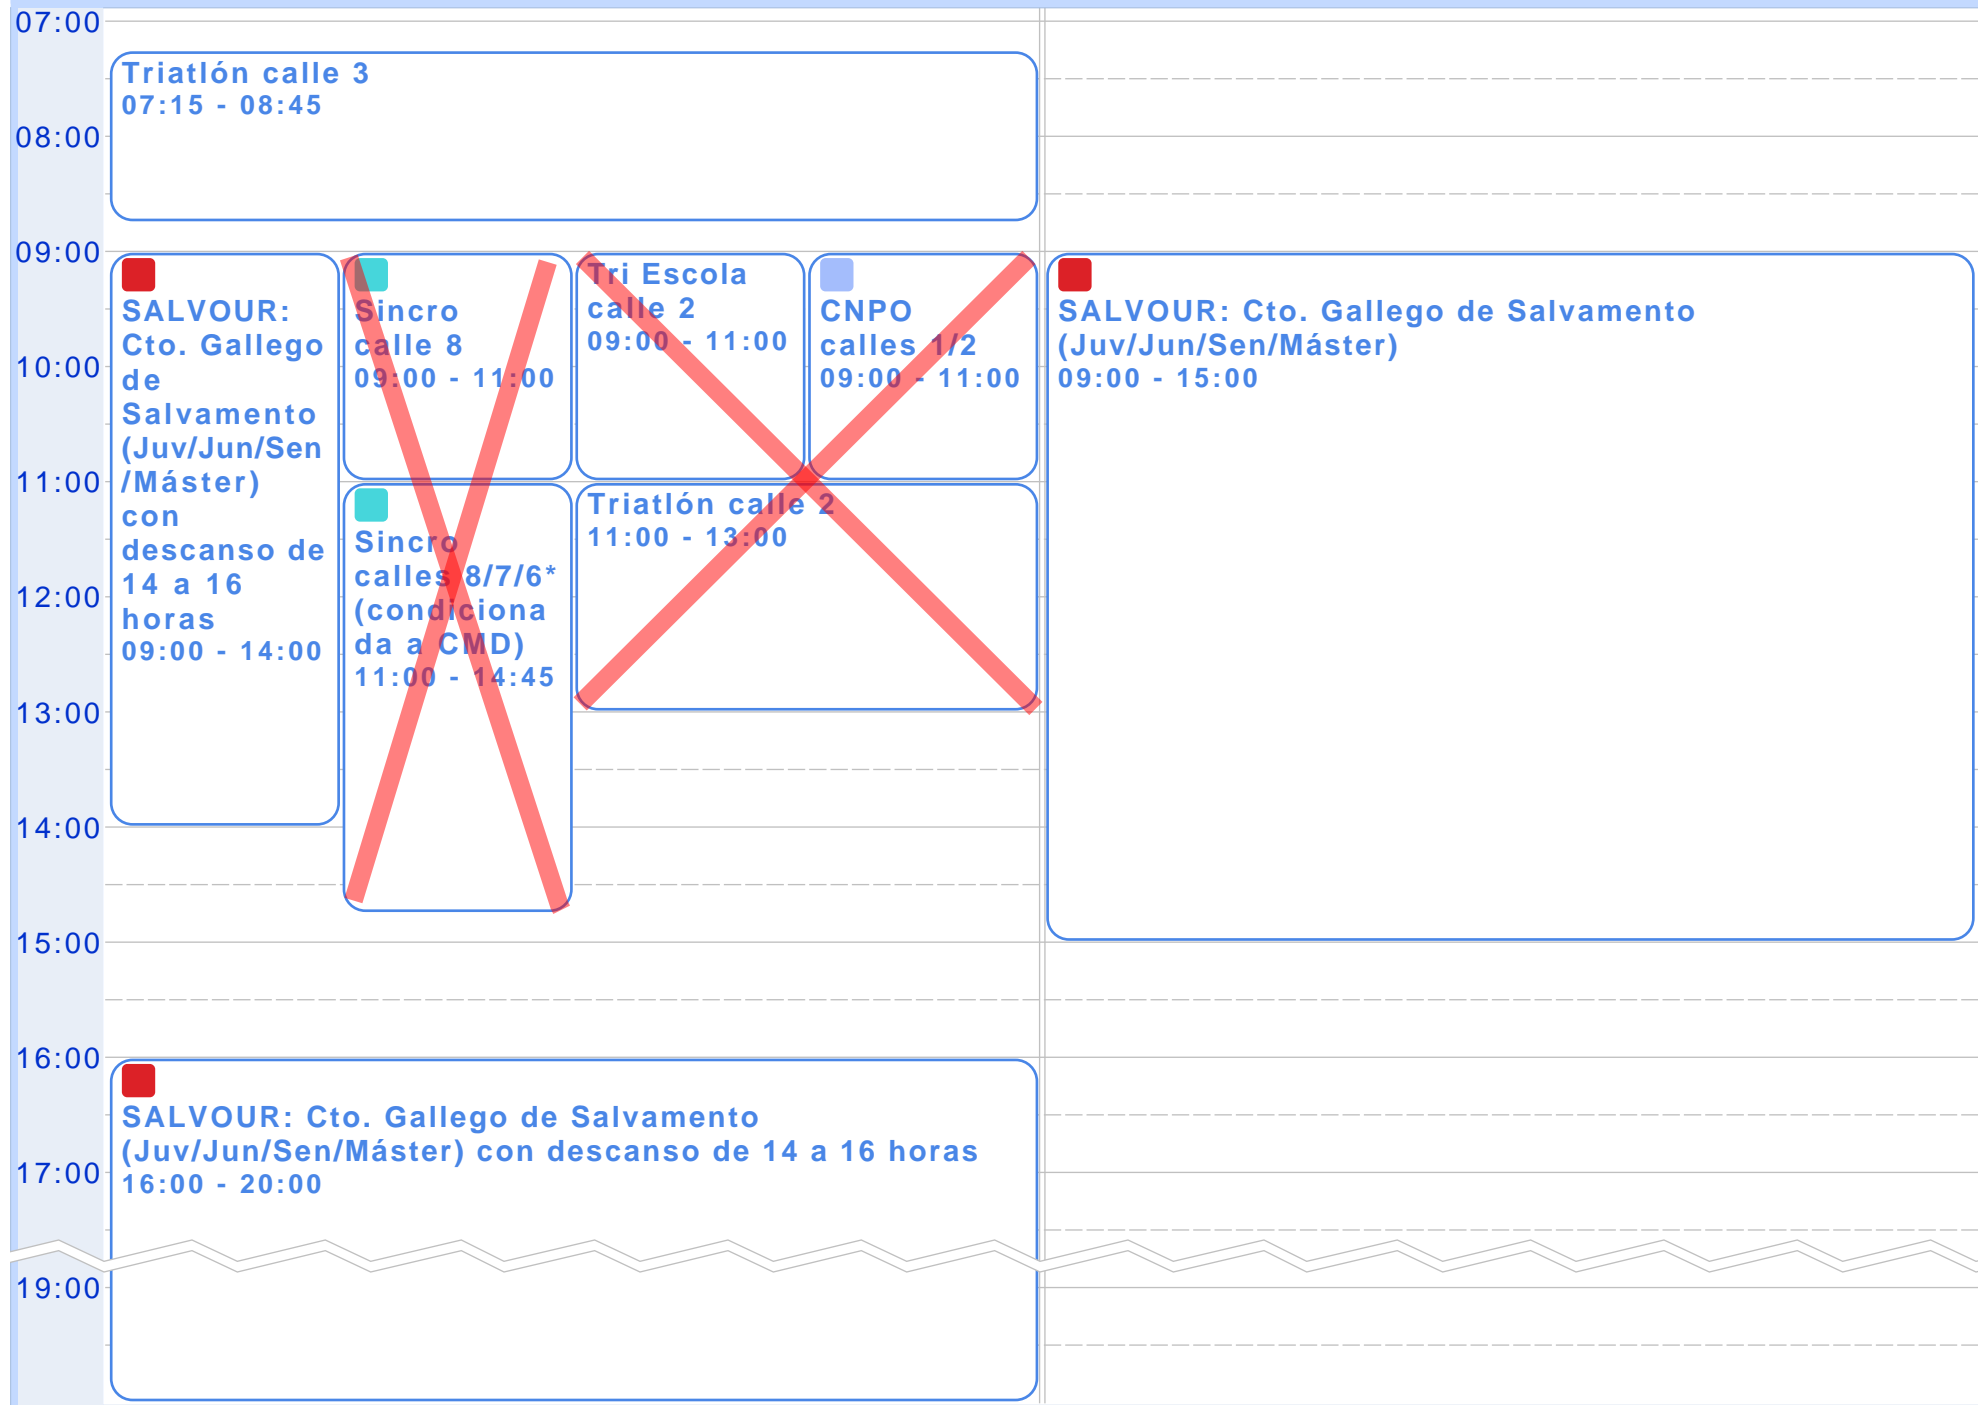 07:00
Triatlón calle 3
07:15 - 08:45
08:00
09:00
SALVOUR:
Cto. Gallego
de
Salvamento
(Juv/Jun/Sen
/Máster)
con
descanso de
14 a 16
horas
09:00 - 14:00
Sincro
calle 8
09:00 - 11:00
Tri Escola
calle 2
09:00 - 11:00
CNPO
calles 1/2
09:00 - 11:00
SALVOUR: Cto. Gallego de Salvamento
(Juv/Jun/Sen/Máster)
09:00 - 15:00
10:00
11:00
Sincro
calles 8/7/6*
(condiciona
da a CMD)
11:00 - 14:45
Triatlón calle 2
11:00 - 13:00
12:00
13:00
14:00
15:00
16:00
SALVOUR: Cto. Gallego de Salvamento
(Juv/Jun/Sen/Máster) con descanso de 14 a 16 horas
16:00 - 20:00
17:00
19:00